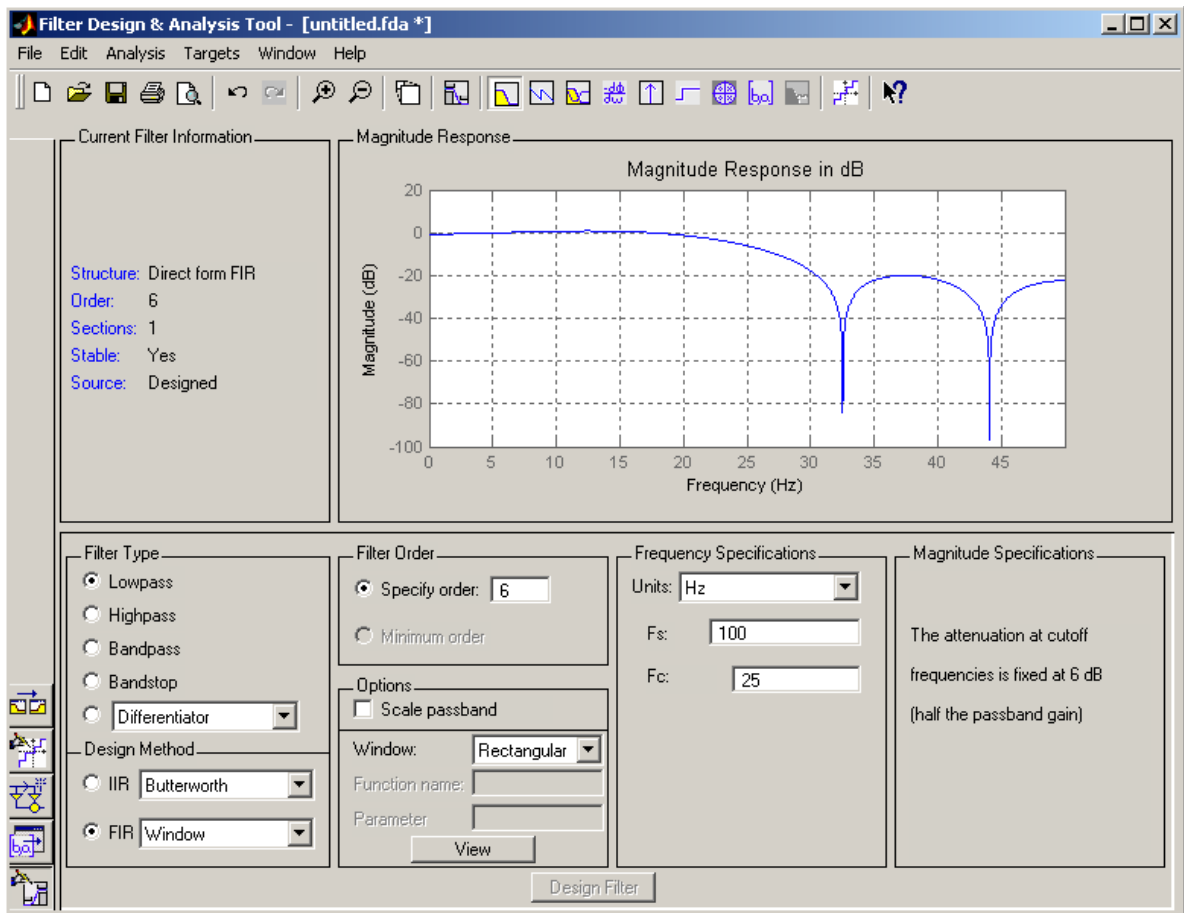 Filter Design & Analysis Tool - [untitled.fda *]
File Edit Analysis Targets Window Help
Current Filter Information
Structure: Direct form FIR
Order: 6
Sections: 1
Stable: Yes
Source: Designed
Magnitude Response
Magnitude Response in dB
20
0
-20
-40
-60
-80
-100
Magnitude (dB)
0 5 10 15 20 25 30 35 40 45
Frequency (Hz)
Filter Type
Lowpass
Highpass
Bandpass
Bandstop
Differentiator
Design Method
IIR Butterworth
FIR Window
Filter Order
Specify order: 6
Minimum order
Options
Scale passband
Window: Rectangular
Function name:
Parameter
View
Frequency Specifications
Units: Hz
Fs: 100
Fc: 25
Magnitude Specifications
The attenuation at cutoff
frequencies is fixed at 6 dB
(half the passband gain)
Design Filter